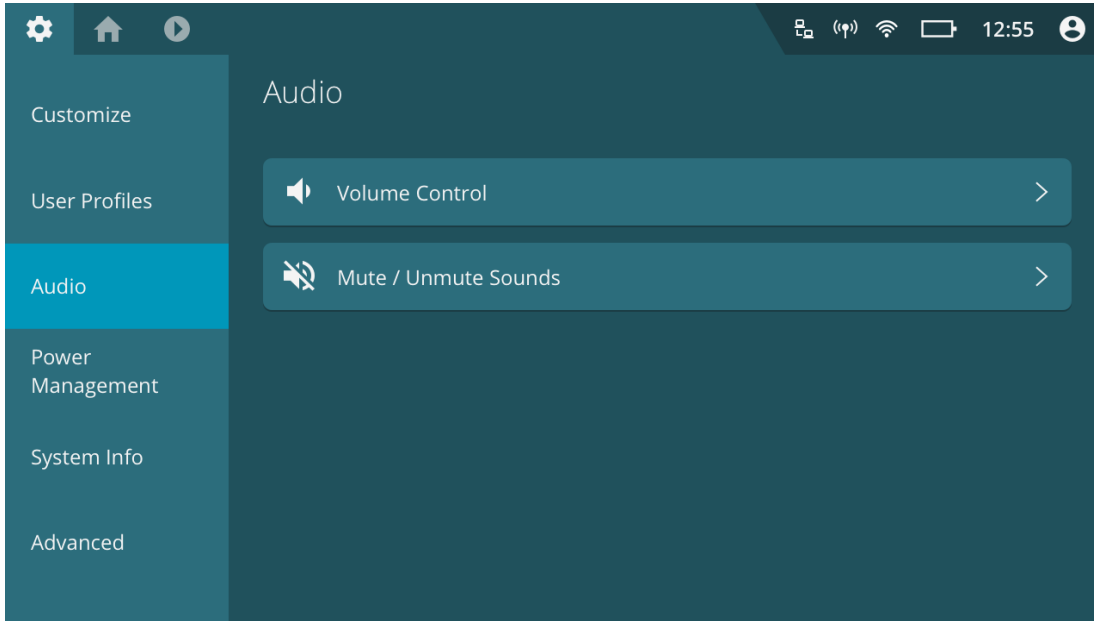 12:55
Customize
User Profiles
Audio
Power
Management
System Info
Advanced
Audio
Volume Control
Mute / Unmute Sounds